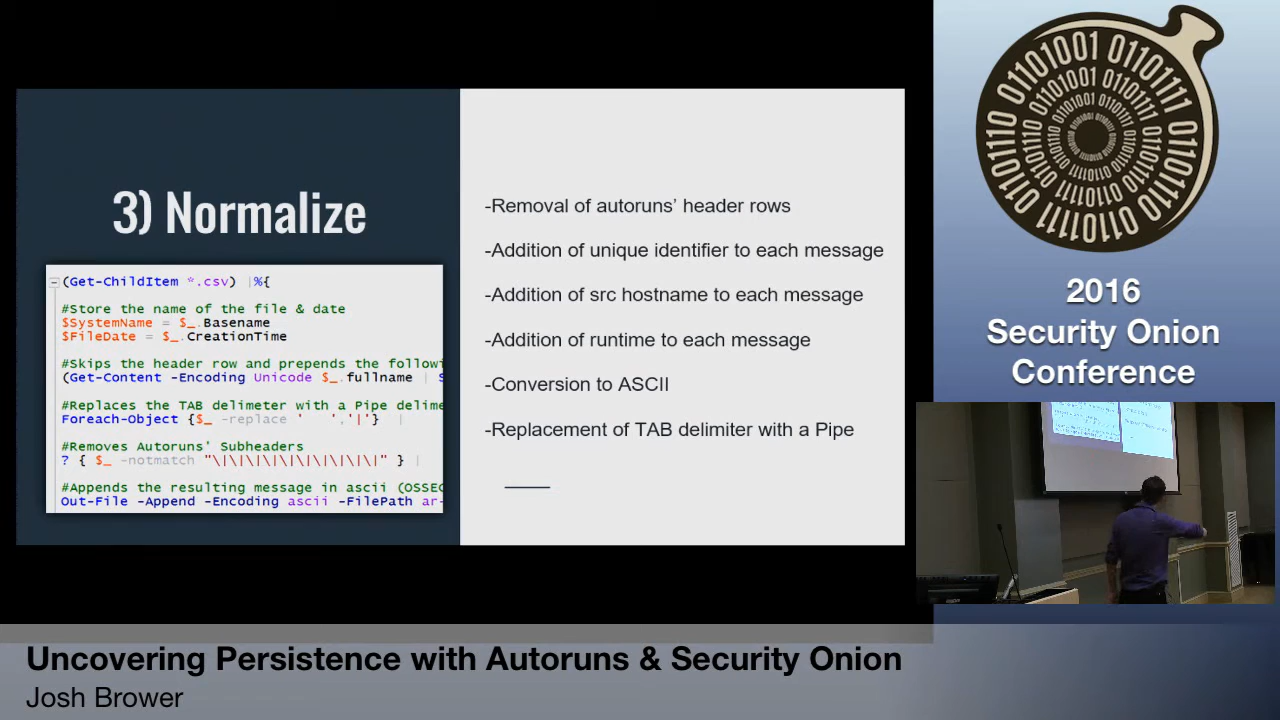 3) Normalize
(Get-ChildItem *.csv) |%{
#Store the name of the file & date
$SystemName = $_.Basename
$FileDate = $_.CreationTime
#Skips the header row and prepends the followi
(Get-Content -Encoding Unicode $_.fullname |
#Replaces the TAB delimeter with a Pipe delime
Foreach-Object {$_ -replace '    ','|'} |
#Removes Autoruns' Subheaders
? { $_ -notmatch "\|\|\|\|\|\|\|\|\|\|" } |
#Appends the resulting message in ascii (OSSEC
Out-File -Append -Encoding ascii -FilePath ar-
-Removal of autoruns' header rows
-Addition of unique identifier to each message
-Addition of src hostname to each message
-Addition of runtime to each message
-Conversion to ASCII
-Replacement of TAB delimiter with a Pipe
2016
Security Onion
Conference
Uncovering Persistence with Autoruns & Security Onion
Josh Brower